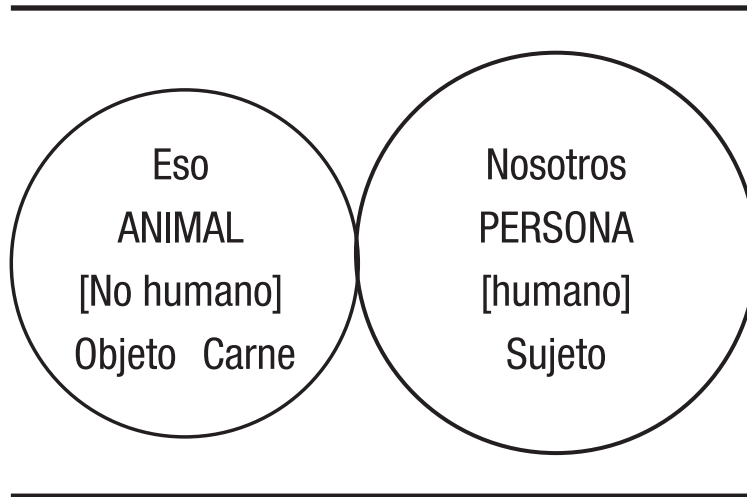 Eso
ANIMAL
[No humano]
Objeto Carne
Nosotros
PERSONA
[humano]
Sujeto